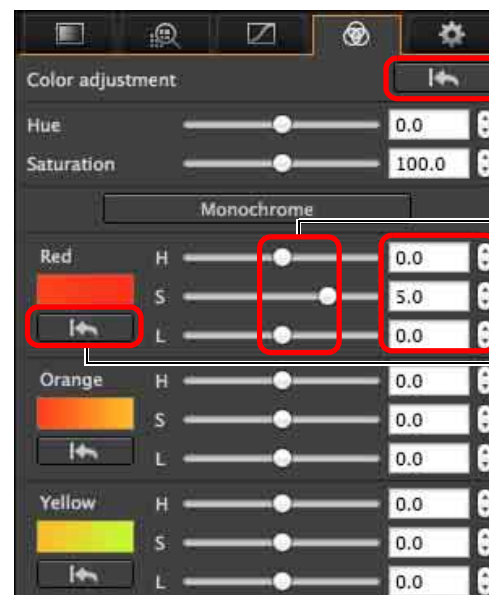 Color adjustment
Hue 0.0
Saturation 100.0
Monochrome
Red H 0.0
S 5.0
L 0.0
Orange H 0.0
S 0.0
L 0.0
Yellow H 0.0
S 0.0
L 0.0